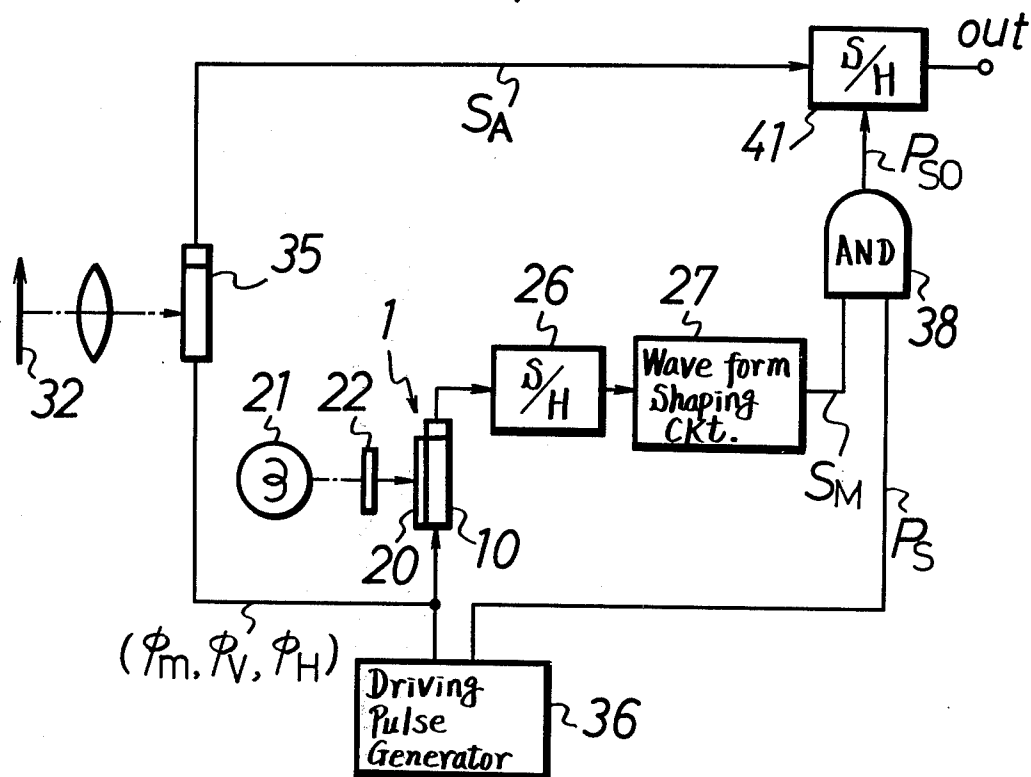 out
S/H
SA
41
PSO
35
AND
38
32
1
26
27
S/H
Wave form
Shaping
CKt.
21
22
SM
20
10
PS
(φm, φV, φH)
Driving
Pulse
Generator
36